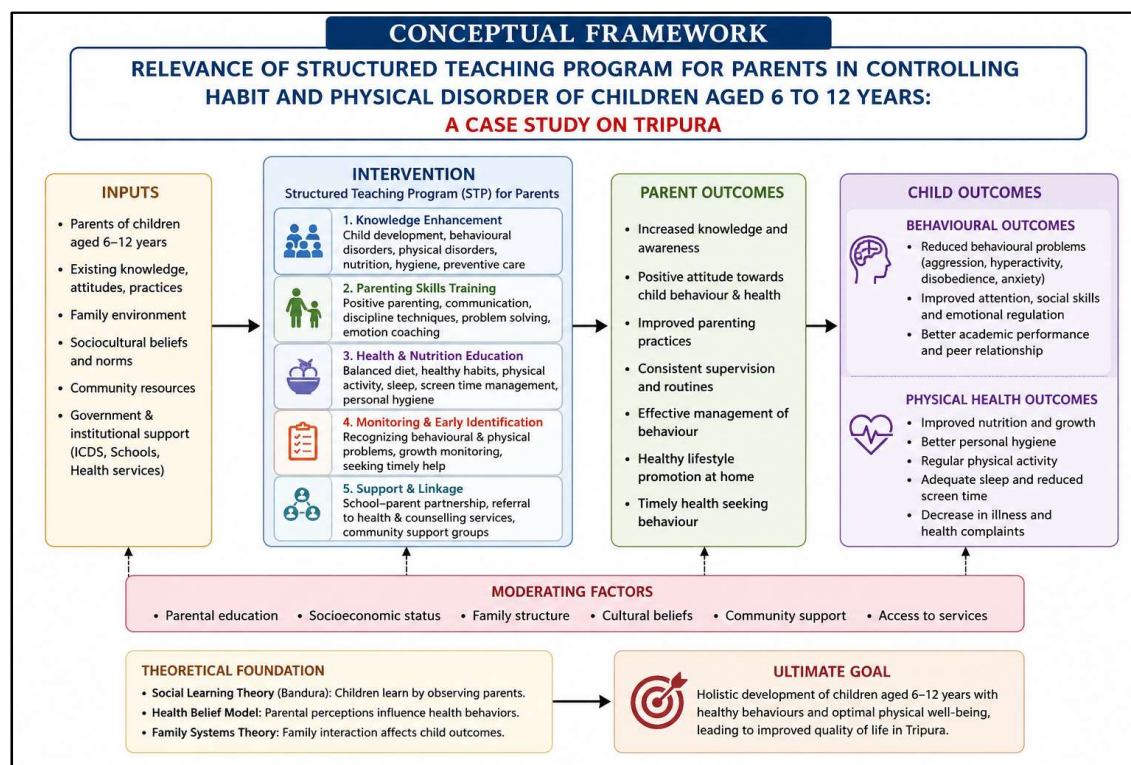 CONCEPTUAL FRAMEWORK
RELEVANCE OF STRUCTURED TEACHING PROGRAM FOR PARENTS IN CONTROLLING
HABIT AND PHYSICAL DISORDER OF CHILDREN AGED 6 TO 12 YEARS:
A CASE STUDY ON TRIPURA
INPUTS
• Parents of children
aged 6–12 years
• Existing knowledge,
attitudes, practices
• Family environment
• Sociocultural beliefs
and norms
• Community resources
• Government &
institutional support
(ICDS, Schools,
Health services)
INTERVENTION
Structured Teaching Program (STP) for Parents
1. Knowledge Enhancement
Child development, behavioural
disorders, physical disorders,
nutrition, hygiene, preventive care
2. Parenting Skills Training
Positive parenting, communication,
discipline techniques, problem solving,
emotion coaching
3. Health & Nutrition Education
Balanced diet, healthy habits, physical
activity, sleep, screen time management,
personal hygiene
4. Monitoring & Early Identification
Recognizing behavioural & physical
problems, growth monitoring,
seeking timely help
5. Support & Linkage
School–parent partnership, referral
to health & counselling services,
community support groups
PARENT OUTCOMES
• Increased knowledge and
awareness
• Positive attitude towards
child behaviour & health
• Improved parenting
practices
• Consistent supervision
and routines
• Effective management of
behaviour
• Healthy lifestyle
promotion at home
• Timely health seeking
behaviour
CHILD OUTCOMES
BEHAVIOURAL OUTCOMES
• Reduced behavioural problems
(aggression, hyperactivity,
disobedience, anxiety)
• Improved attention, social skills
and emotional regulation
• Better academic performance
and peer relationship
PHYSICAL HEALTH OUTCOMES
• Improved nutrition and growth
• Better personal hygiene
• Regular physical activity
• Adequate sleep and reduced
screen time
• Decrease in illness and
health complaints
MODERATING FACTORS
• Parental education • Socioeconomic status • Family structure • Cultural beliefs • Community support • Access to services
THEORETICAL FOUNDATION
• Social Learning Theory (Bandura): Children learn by observing parents.
• Health Belief Model: Parental perceptions influence health behaviors.
• Family Systems Theory: Family interaction affects child outcomes.
ULTIMATE GOAL
Holistic development of children aged 6–12 years with
healthy behaviours and optimal physical well-being,
leading to improved quality of life in Tripura.